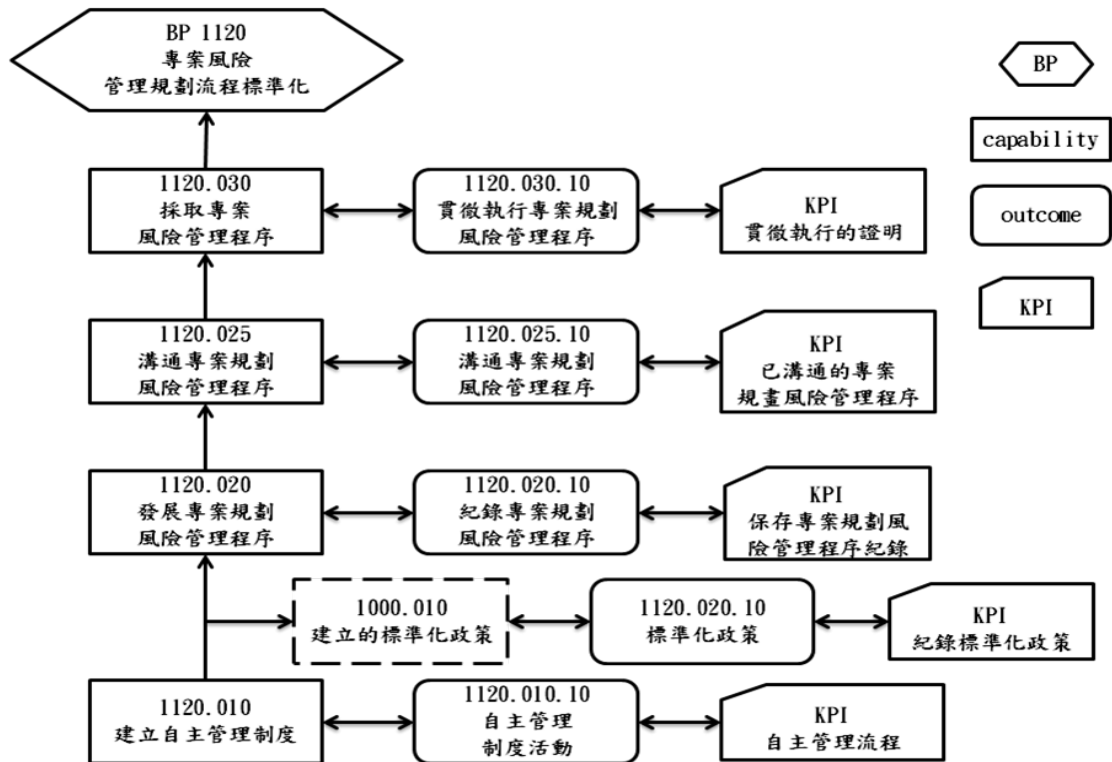 BP 1120
專案風險
管理規劃流程標準化
BP
capability
outcome
KPI
1120.030
採取專案
風險管理程序
1120.030.10
貫徹執行專案規劃
風險管理程序
KPI
貫徹執行的證明
1120.025
溝通專案規劃
風險管理程序
1120.025.10
溝通專案規劃
風險管理程序
KPI
已溝通的專案
規畫風險管理程序
1120.020
發展專案規劃
風險管理程序
1120.020.10
紀錄專案規劃
風險管理程序
KPI
保存專案規劃風
險管理程序紀錄
1000.010
建立的標準化政策
1120.020.10
標準化政策
KPI
紀錄標準化政策
1120.010
建立自主管理制度
1120.010.10
自主管理
制度活動
KPI
自主管理流程